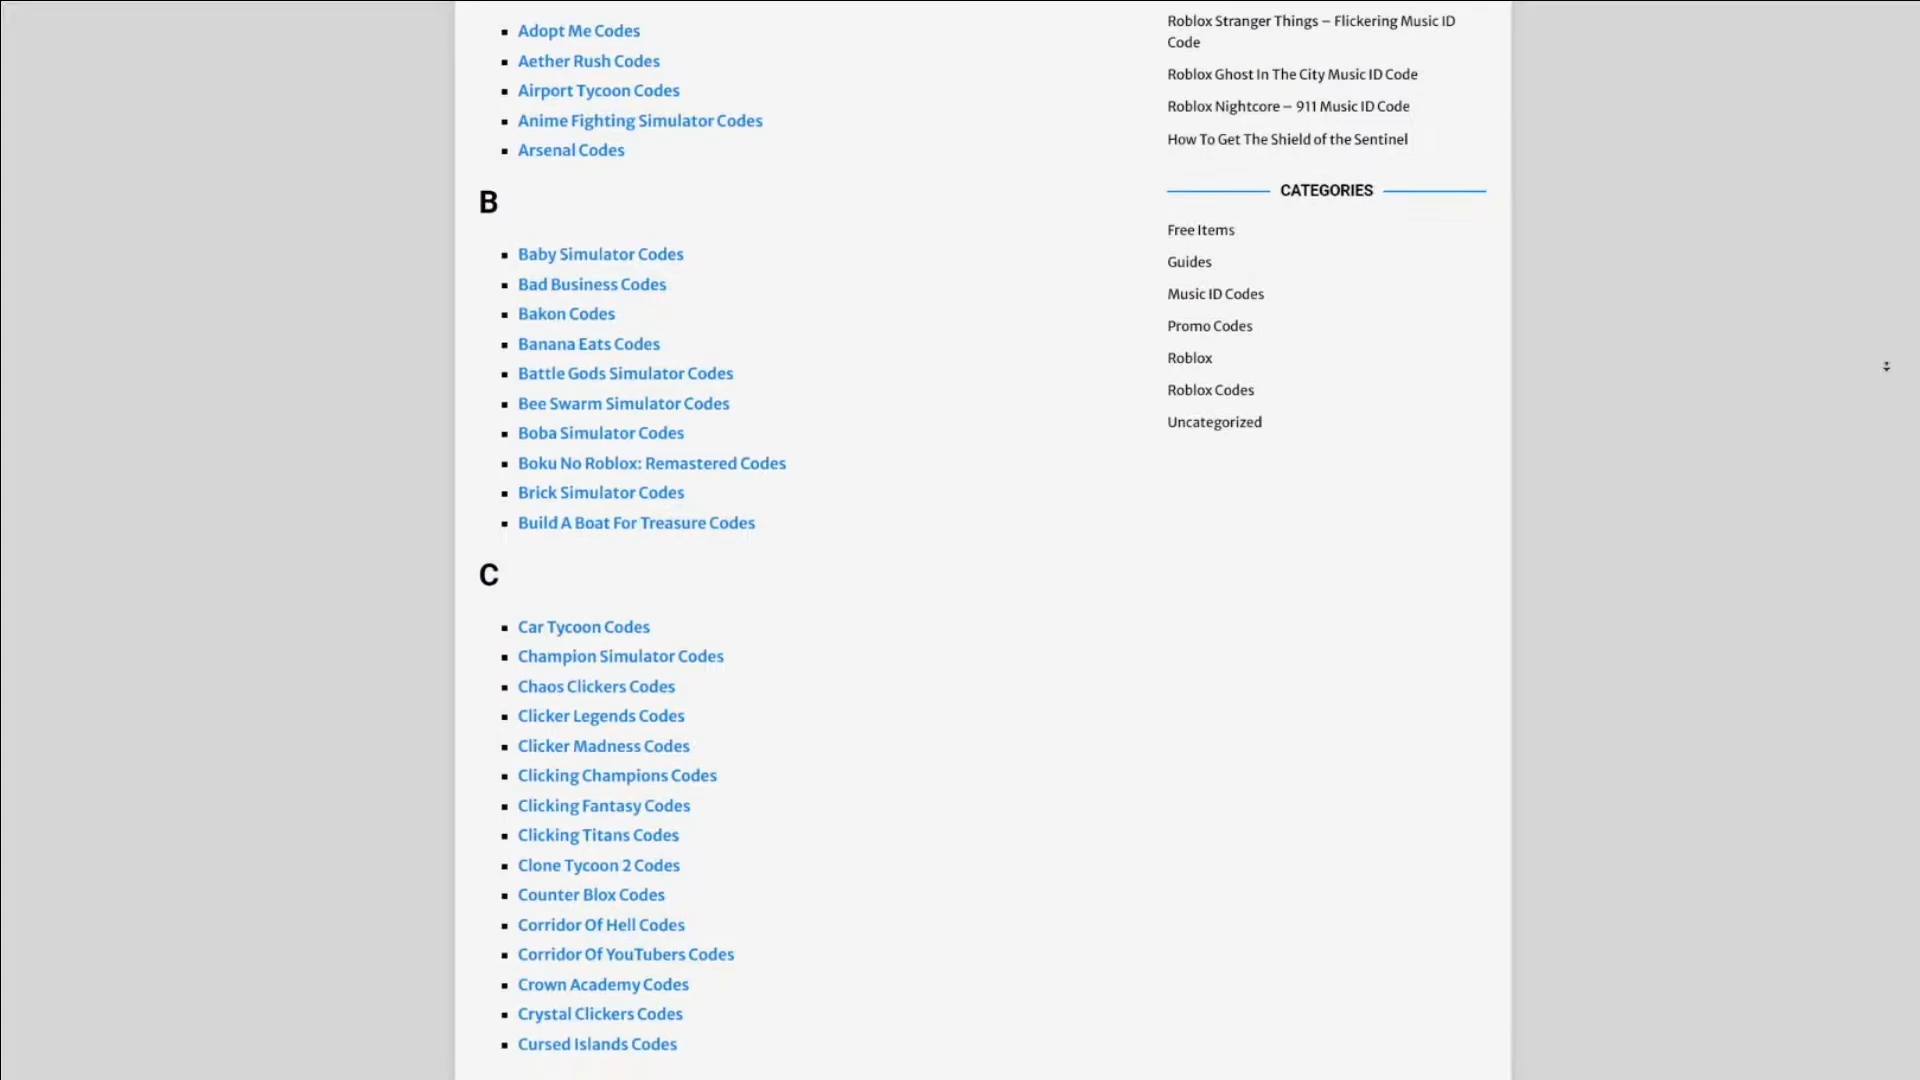 Adopt Me Codes
Aether Rush Codes
Airport Tycoon Codes
Anime Fighting Simulator Codes
Arsenal Codes
B
Baby Simulator Codes
Bad Business Codes
Bakon Codes
Banana Eats Codes
Battle Gods Simulator Codes
Bee Swarm Simulator Codes
Boba Simulator Codes
Boku No Roblox: Remastered Codes
Brick Simulator Codes
Build A Boat For Treasure Codes
C
Car Tycoon Codes
Champion Simulator Codes
Chaos Clickers Codes
Clicker Legends Codes
Clicker Madness Codes
Clicking Champions Codes
Clicking Fantasy Codes
Clicking Titans Codes
Clone Tycoon 2 Codes
Counter Blox Codes
Corridor Of Hell Codes
Corridor Of YouTubers Codes
Crown Academy Codes
Crystal Clickers Codes
Cursed Islands Codes
Roblox Stranger Things – Flickering Music ID
Code
Roblox Ghost In The City Music ID Code
Roblox Nightcore – 911 Music ID Code
How To Get The Shield of the Sentinel
CATEGORIES
Free Items
Guides
Music ID Codes
Promo Codes
Roblox
Roblox Codes
Uncategorized